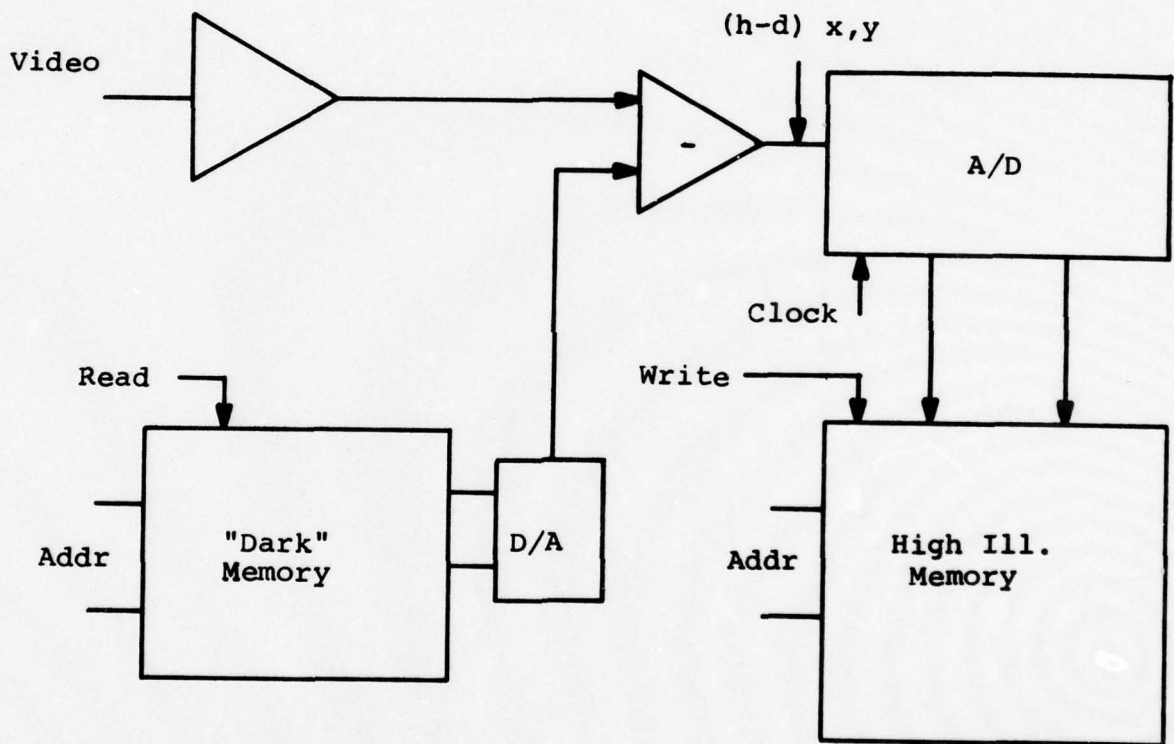 (h-d) x,y
Video
-
A/D
Clock
Read
Write
"Dark"
Memory
Addr
D/A
High Ill.
Memory
Addr